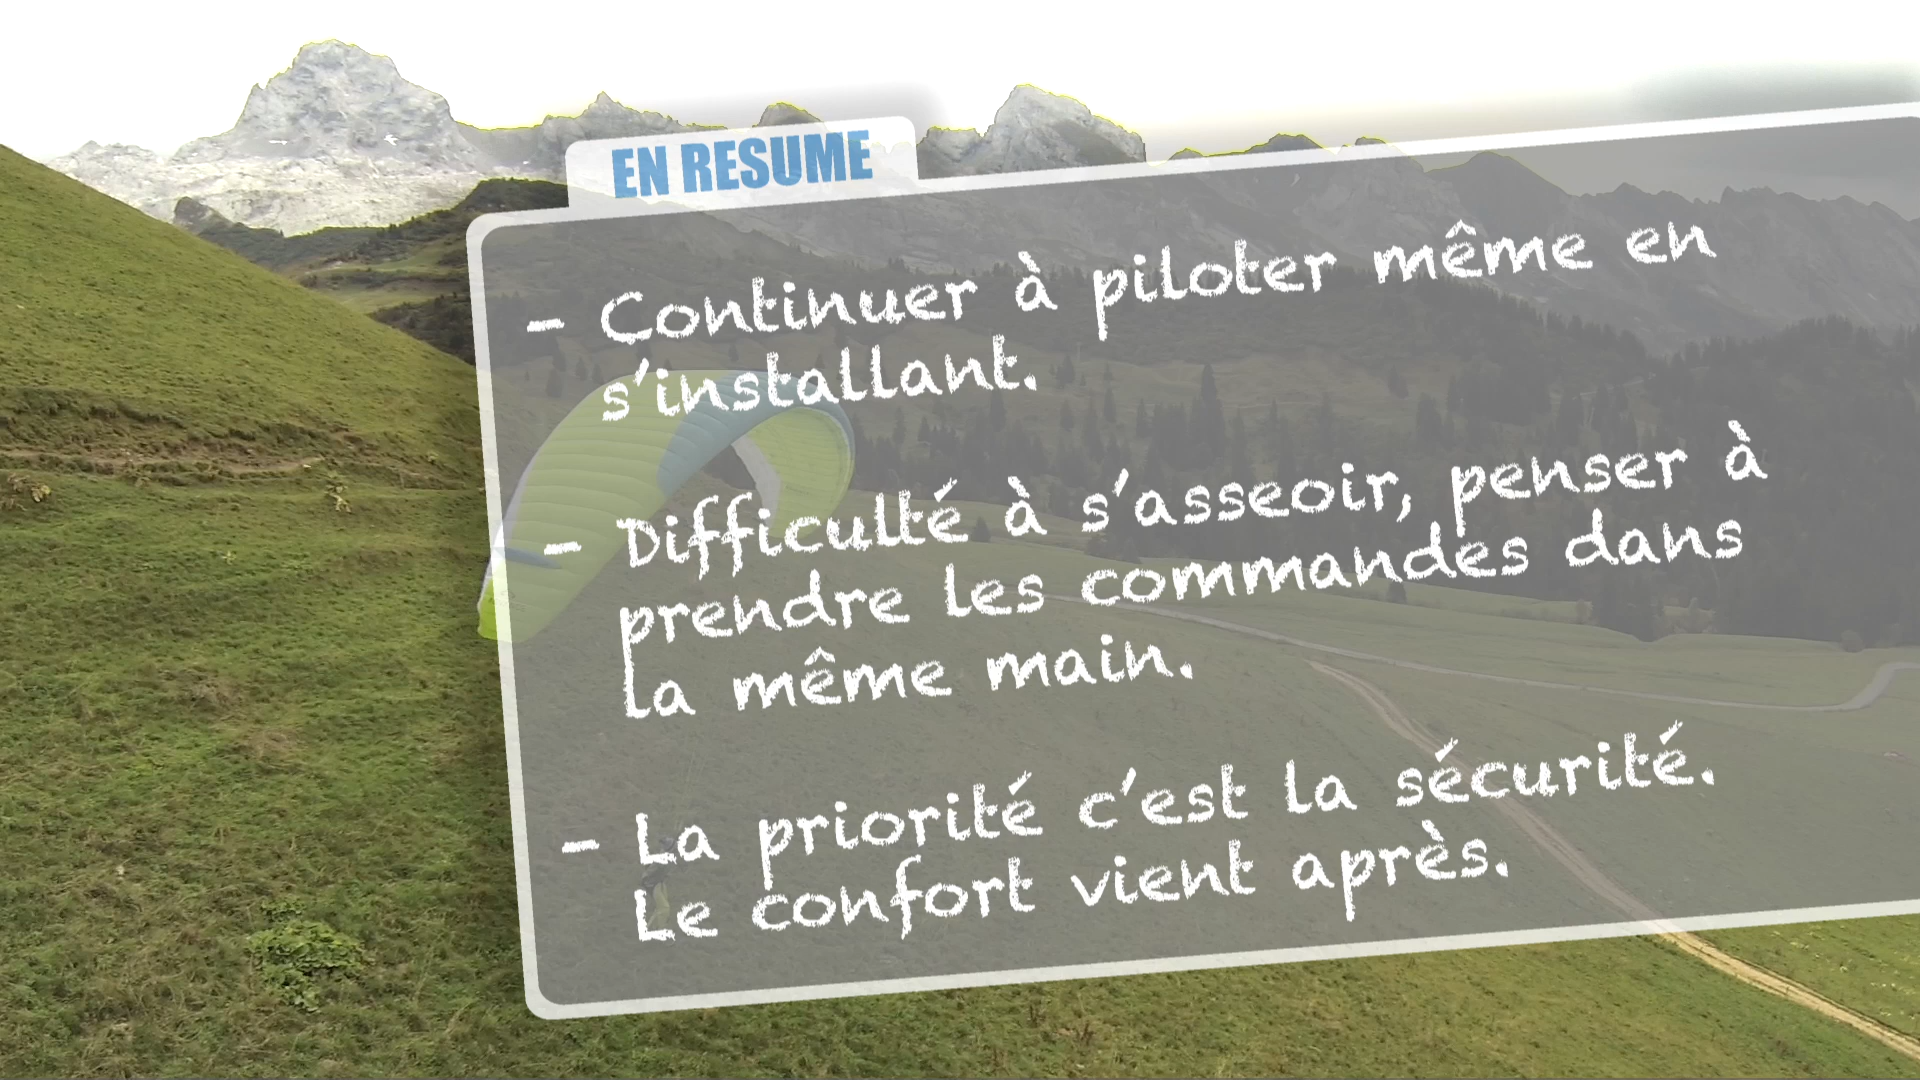 EN RESUME
- Continuer à piloter même en
s'installant.
- Difficulté à s'asseoir, penser à
prendre les commandes dans
la même main.
- La priorité c'est la sécurité.
Le confort vient après.